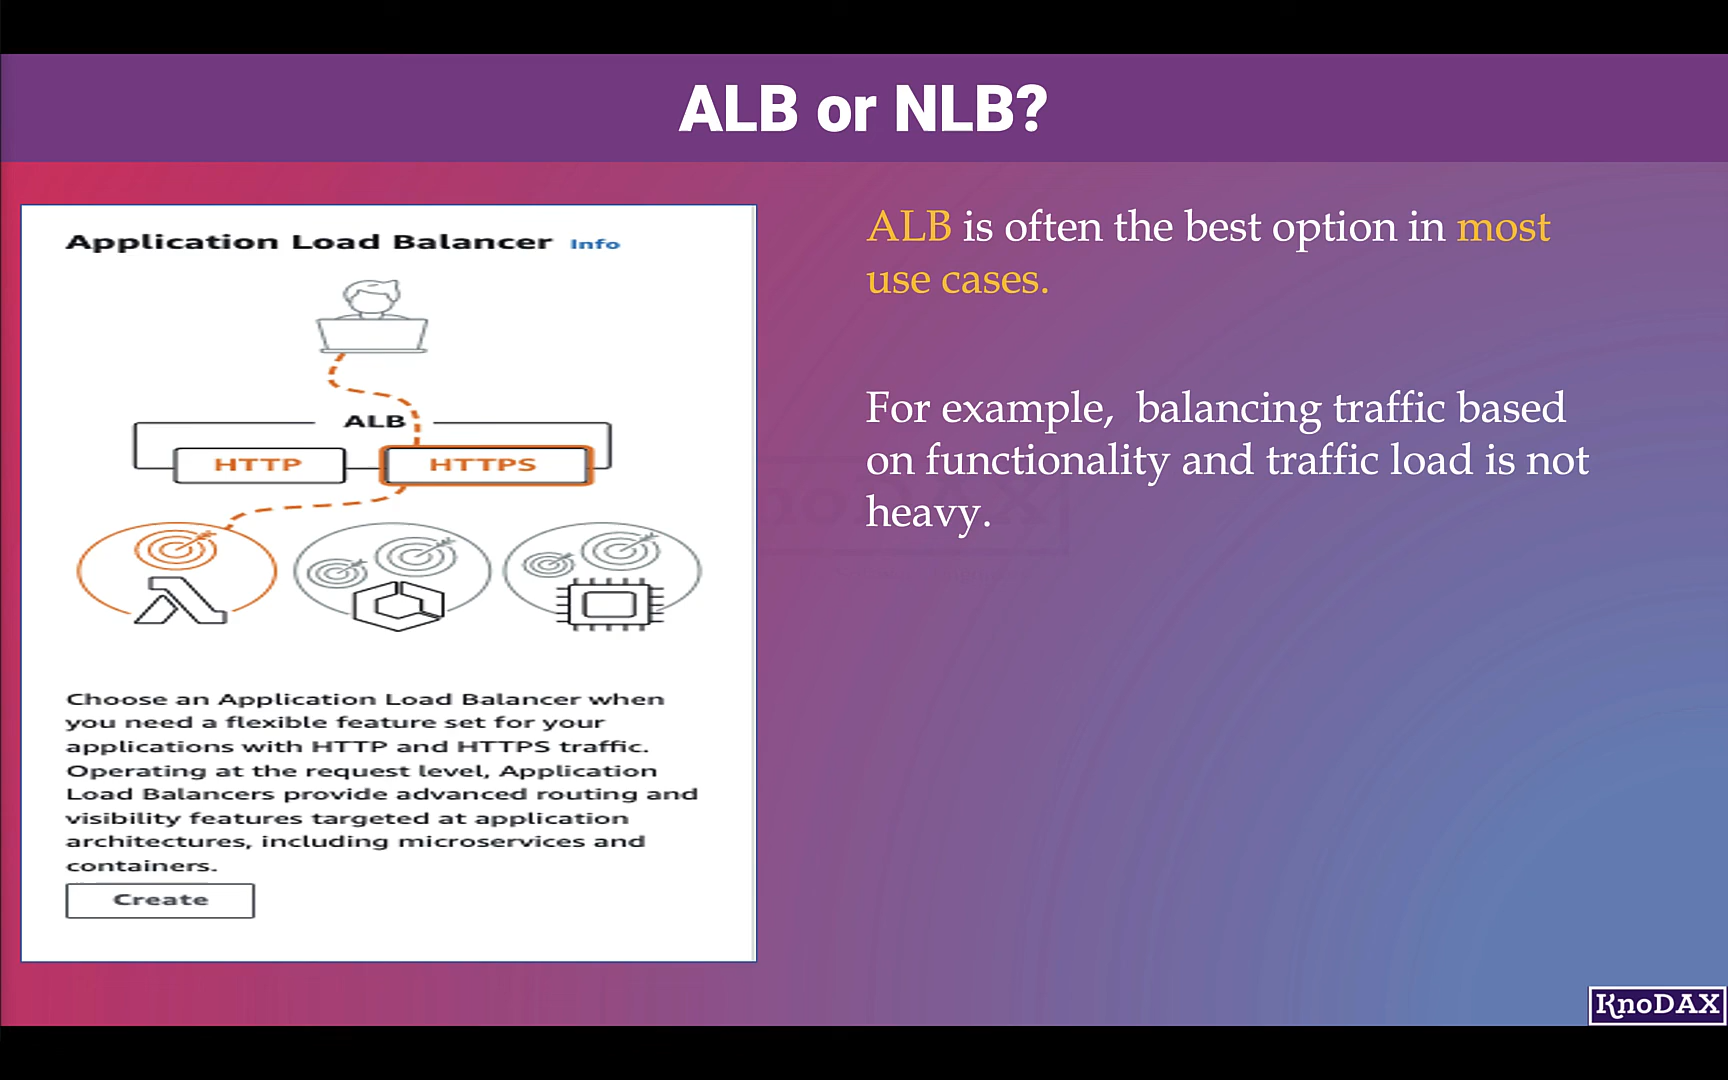 ALB or NLB?
Application Load Balancer Info
ALB
HTTP
HTTPS
Choose an Application Load Balancer when
you need a flexible feature set for your
applications with HTTP and HTTPS traffic.
Operating at the request level, Application
Load Balancers provide advanced routing and
visibility features targeted at application
architectures, including microservices and
containers.
Create
ALB is often the best option in most
use cases.
For example,  balancing traffic based
on functionality and traffic load is not
heavy.
KnoDAX